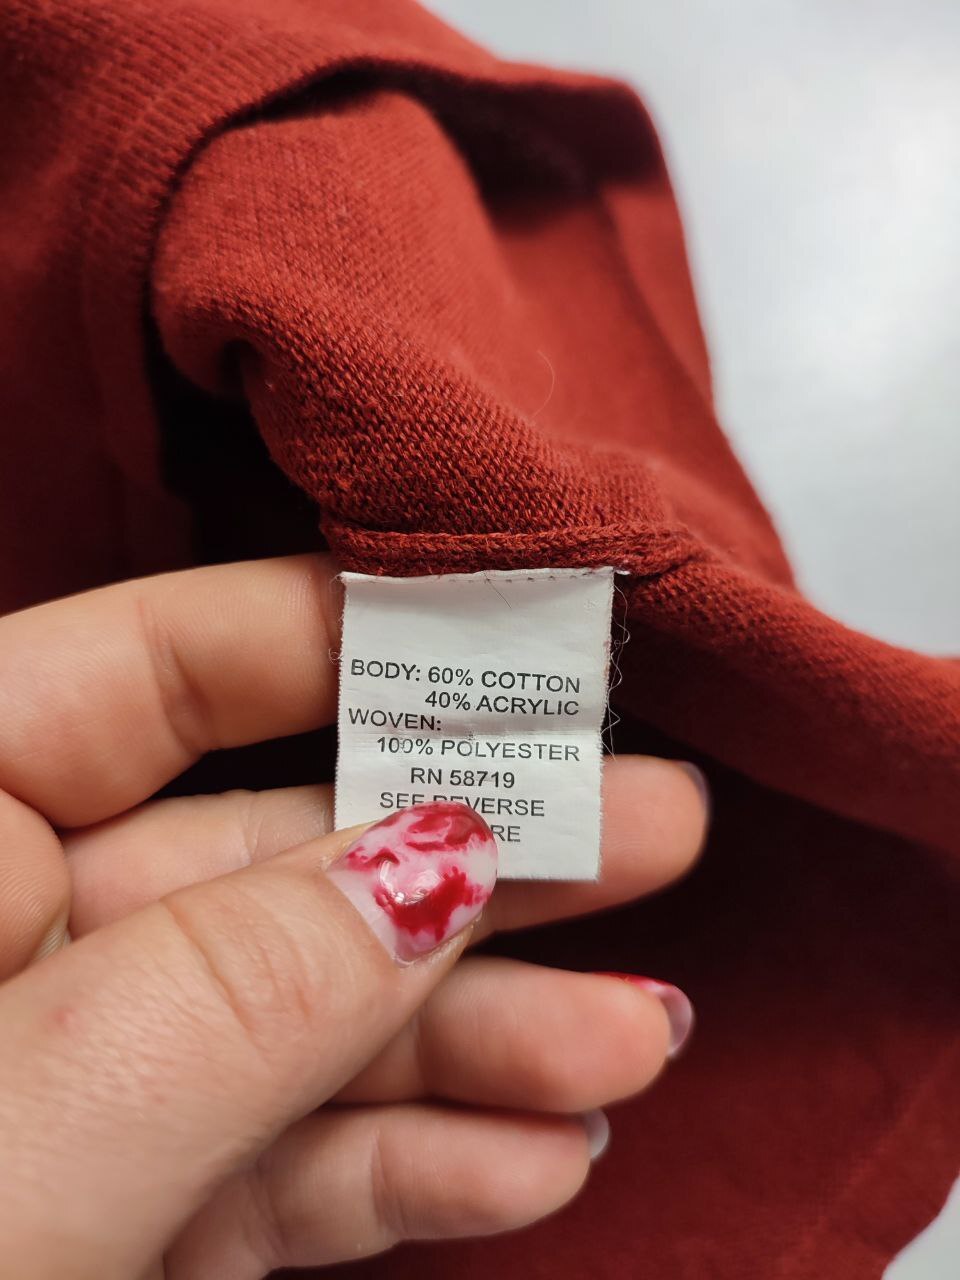 BODY: 60% COTTON
40% ACRYLIC
WOVEN:
100% POLYESTER
RN 58719
SEE REVERSE